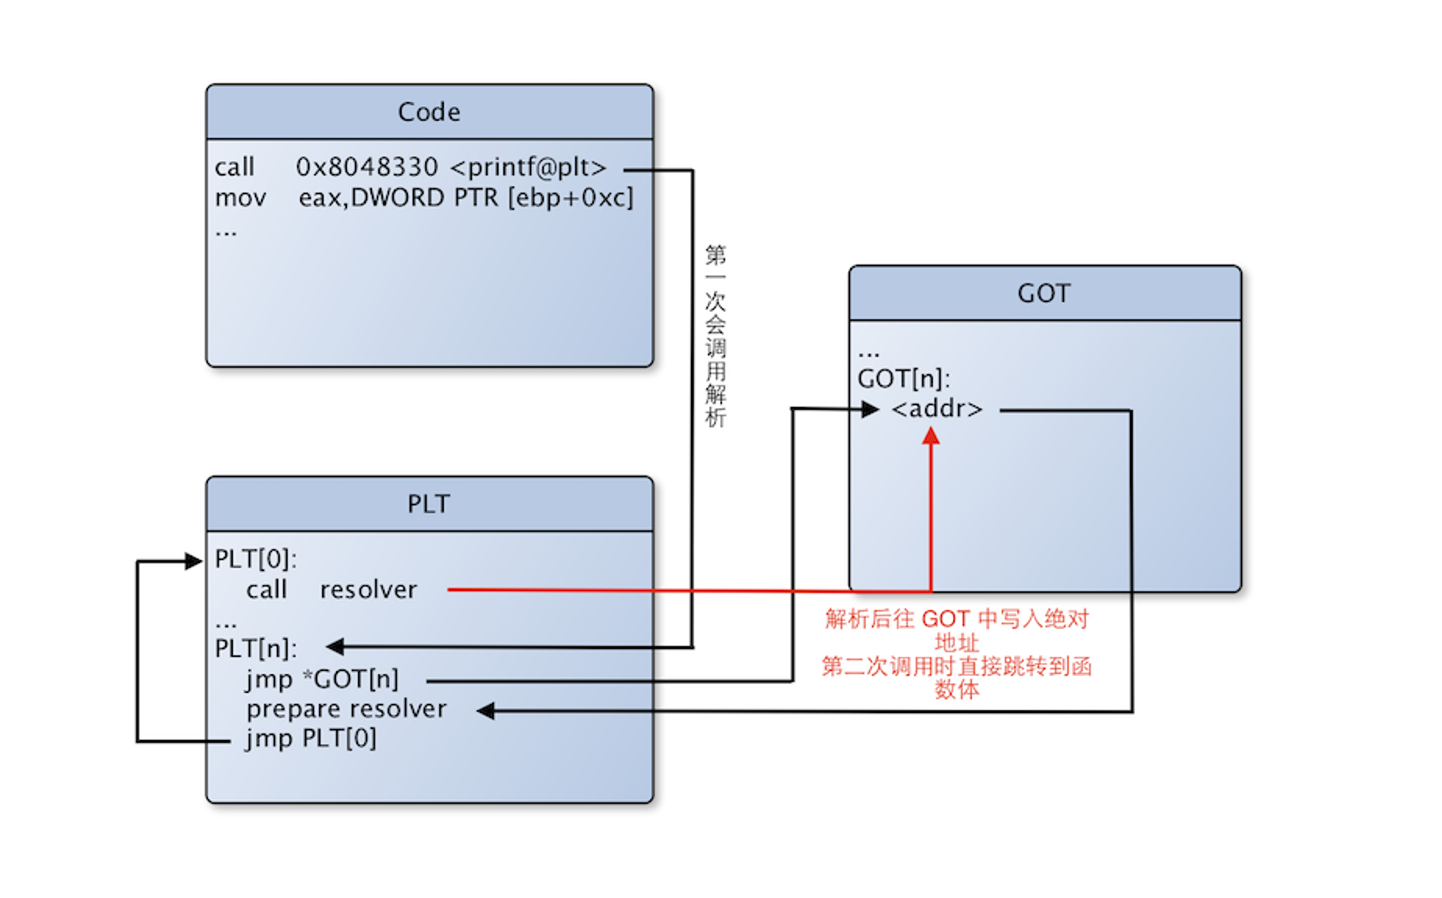 Code
call 0x8048330 <printf@plt>
mov eax,DWORD PTR [ebp+0xc]
...
第一次会调用解析
GOT
...
GOT[n]:
<addr>
PLT
PLT[0]:
call resolver
...
PLT[n]:
jmp *GOT[n]
prepare resolver
jmp PLT[0]
解析后往 GOT 中写入绝对
地址
第二次调用时直接跳转到函
数体